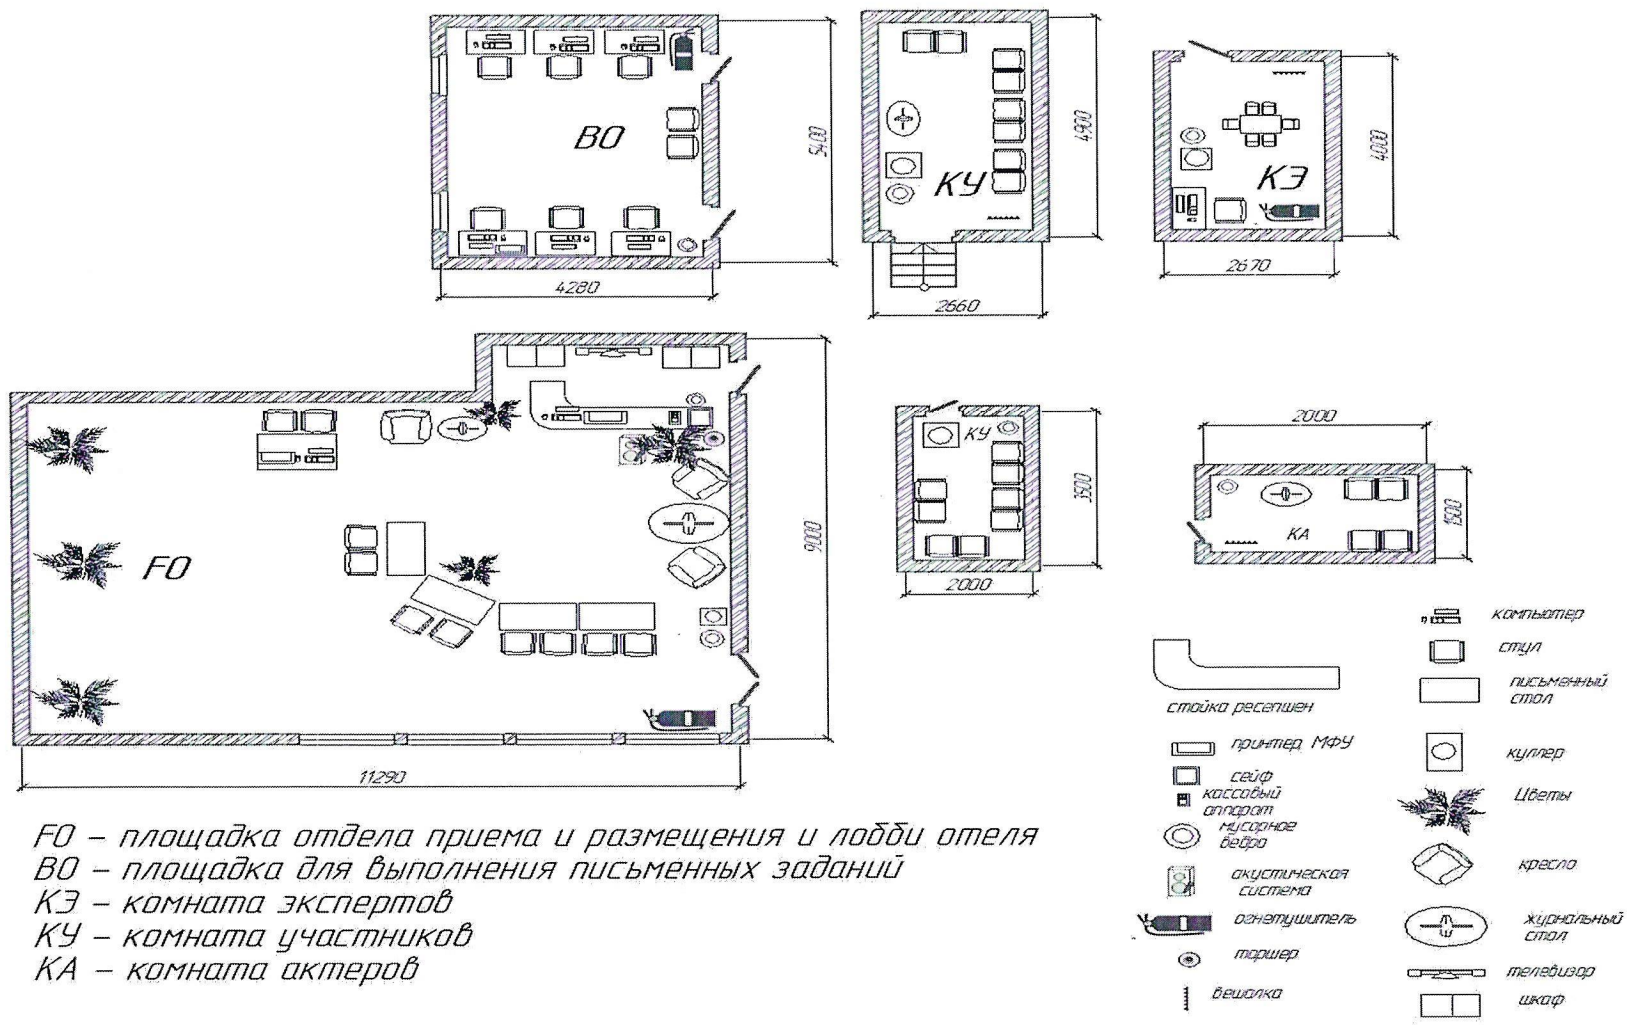 ВО
5400
4280
КУ
4900
2660
КЭ
4000
2670
FO
9000
11290
КУ
3500
2000
2000
КА
1500
FO – площадка отдела приема и размещения и лобби отеля
ВО – площадка для выполнения письменных заданий
КЭ – комната экспертов
КУ – комната участников
КА – комната актеров
стойка ресепшен
принтер, МФУ
сейф
кассовый
аппарат
мусорное
ведро
акустическая
система
огнетушитель
торшер
вешалка
компьютер
стул
письменный
стол
куллер
Цветы
кресло
журнальный
стол
телевизор
шкаф